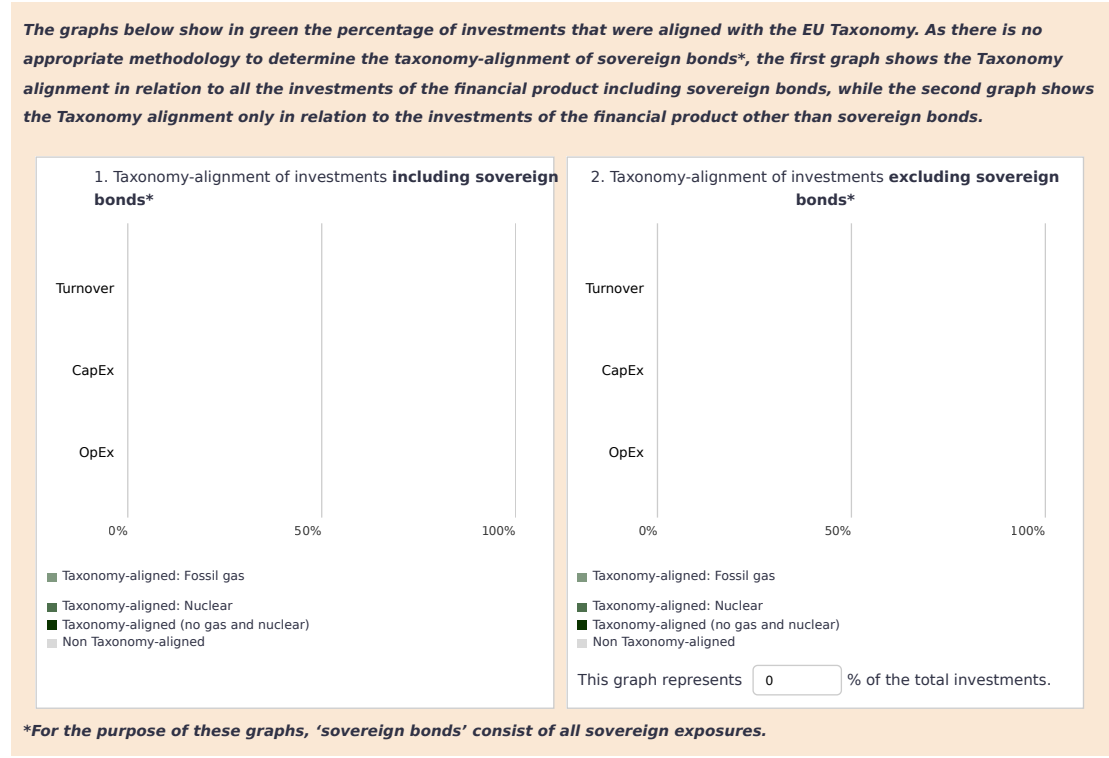 The graphs below show in green the percentage of investments that were aligned with the EU Taxonomy. As there is no
appropriate methodology to determine the taxonomy-alignment of sovereign bonds*, the first graph shows the Taxonomy
alignment in relation to all the investments of the financial product including sovereign bonds, while the second graph shows
the Taxonomy alignment only in relation to the investments of the financial product other than sovereign bonds.
1. Taxonomy-alignment of investments including sovereign
bonds*
Turnover
CapEx
OpEx
0% 50% 100%
Taxonomy-aligned: Fossil gas
Taxonomy-aligned: Nuclear
Taxonomy-aligned (no gas and nuclear)
Non Taxonomy-aligned
2. Taxonomy-alignment of investments excluding sovereign
bonds*
Turnover
CapEx
OpEx
0% 50% 100%
Taxonomy-aligned: Fossil gas
Taxonomy-aligned: Nuclear
Taxonomy-aligned (no gas and nuclear)
Non Taxonomy-aligned
This graph represents 0 % of the total investments.
*For the purpose of these graphs, ‘sovereign bonds’ consist of all sovereign exposures.